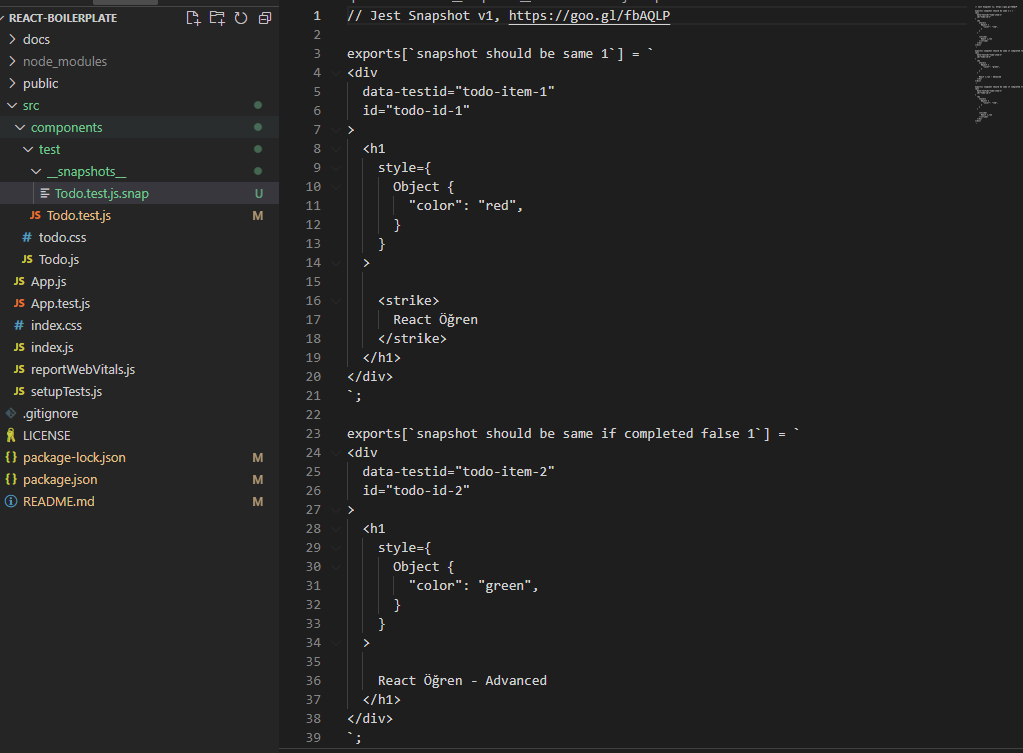 REACT-BOILERPLATE
docs
node_modules
public
src
components
test
__snapshots__
Todo.test.js.snap U
JS Todo.test.js M
# todo.css
JS Todo.js
JS App.js
JS App.test.js
# index.css
JS index.js
JS reportWebVitals.js
JS setupTests.js
.gitignore
LICENSE
{} package-lock.json M
{} package.json M
README.md M
1 // Jest Snapshot v1, https://goo.gl/fbAQLP
2
3 exports[`snapshot should be same 1`] = `
4 <div
5 data-testid="todo-item-1"
6 id="todo-id-1"
7 >
8 <h1
9 style={
10 Object {
11 "color": "red",
12 }
13 }
14 >
15
16 <strike>
17 React Öğren
18 </strike>
19 </h1>
20 </div>
21 `;
22
23 exports[`snapshot should be same if completed false 1`] = `
24 <div
25 data-testid="todo-item-2"
26 id="todo-id-2"
27 >
28 <h1
29 style={
30 Object {
31 "color": "green",
32 }
33 }
34 >
35
36 React Öğren - Advanced
37 </h1>
38 </div>
39 `;